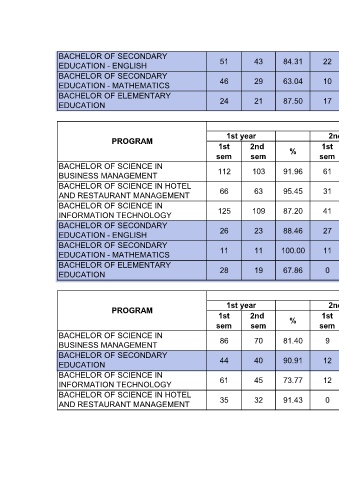 BACHELOR OF SECONDARY
EDUCATION - ENGLISH 51 43 84.31 22
BACHELOR OF SECONDARY
EDUCATION - MATHEMATICS 46 29 63.04 10
BACHELOR OF ELEMENTARY
EDUCATION 24 21 87.50 17
PROGRAM 1st year 2n
1st sem 2nd sem % 1st sem
BACHELOR OF SCIENCE IN
BUSINESS MANAGEMENT 112 103 91.96 61
BACHELOR OF SCIENCE IN HOTEL
AND RESTAURANT MANAGEMENT 66 63 95.45 31
BACHELOR OF SCIENCE IN
INFORMATION TECHNOLOGY 125 109 87.20 41
BACHELOR OF SECONDARY
EDUCATION - ENGLISH 26 23 88.46 27
BACHELOR OF SECONDARY
EDUCATION - MATHEMATICS 11 11 100.00 11
BACHELOR OF ELEMENTARY
EDUCATION 28 19 67.86 0
PROGRAM 1st year 2n
1st sem 2nd sem % 1st sem
BACHELOR OF SCIENCE IN
BUSINESS MANAGEMENT 86 70 81.40 9
BACHELOR OF SECONDARY
EDUCATION 44 40 90.91 12
BACHELOR OF SCIENCE IN
INFORMATION TECHNOLOGY 61 45 73.77 12
BACHELOR OF SCIENCE IN HOTEL
AND RESTAURANT MANAGEMENT 35 32 91.43 0